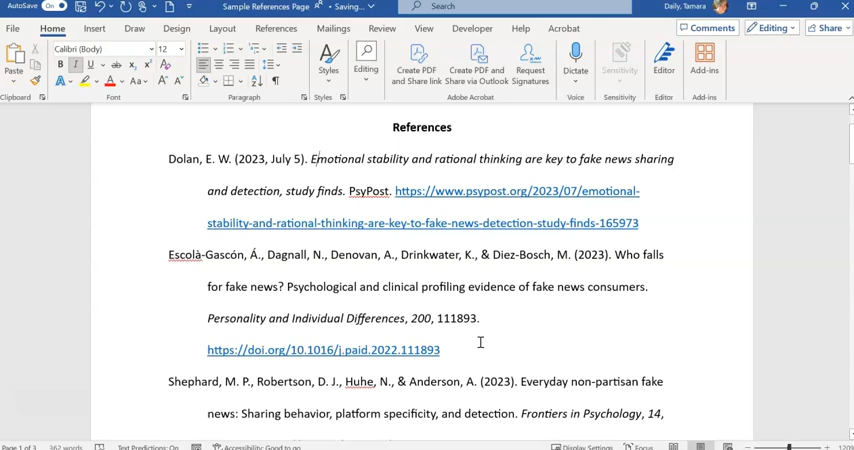 AutoSave On Sample References Page Saving... Search Daily, Tamara
File Home Insert Draw Design Layout References Mailings Review View Developer Help Acrobat Comments Editing Share
Calibri (Body) 12
Paste Styles Editing Create PDF and Share link Create PDF and Share via Outlook Request Signatures Dictate Sensitivity Editor Add-ins
Clipboard Font Paragraph Styles Adobe Acrobat Voice Sensitivity Editor Add-ins
References
Dolan, E. W. (2023, July 5). Emotional stability and rational thinking are key to fake news sharing
and detection, study finds. PsyPost. https://www.psypost.org/2023/07/emotional-
stability-and-rational-thinking-are-key-to-fake-news-detection-study-finds-165973
Escolà-Gascón, Á., Dagnall, N., Denovan, A., Drinkwater, K., & Diez-Bosch, M. (2023). Who falls
for fake news? Psychological and clinical profiling evidence of fake news consumers.
Personality and Individual Differences, 200, 111893.
https://doi.org/10.1016/j.paid.2022.111893
Shephard, M. P., Robertson, D. J., Huhe, N., & Anderson, A. (2023). Everyday non-partisan fake
news: Sharing behavior, platform specificity, and detection. Frontiers in Psychology, 14,
Page 1 of 3 362 words Text Predictions: On Accessibility: Good to go Display Settings Focus 120%